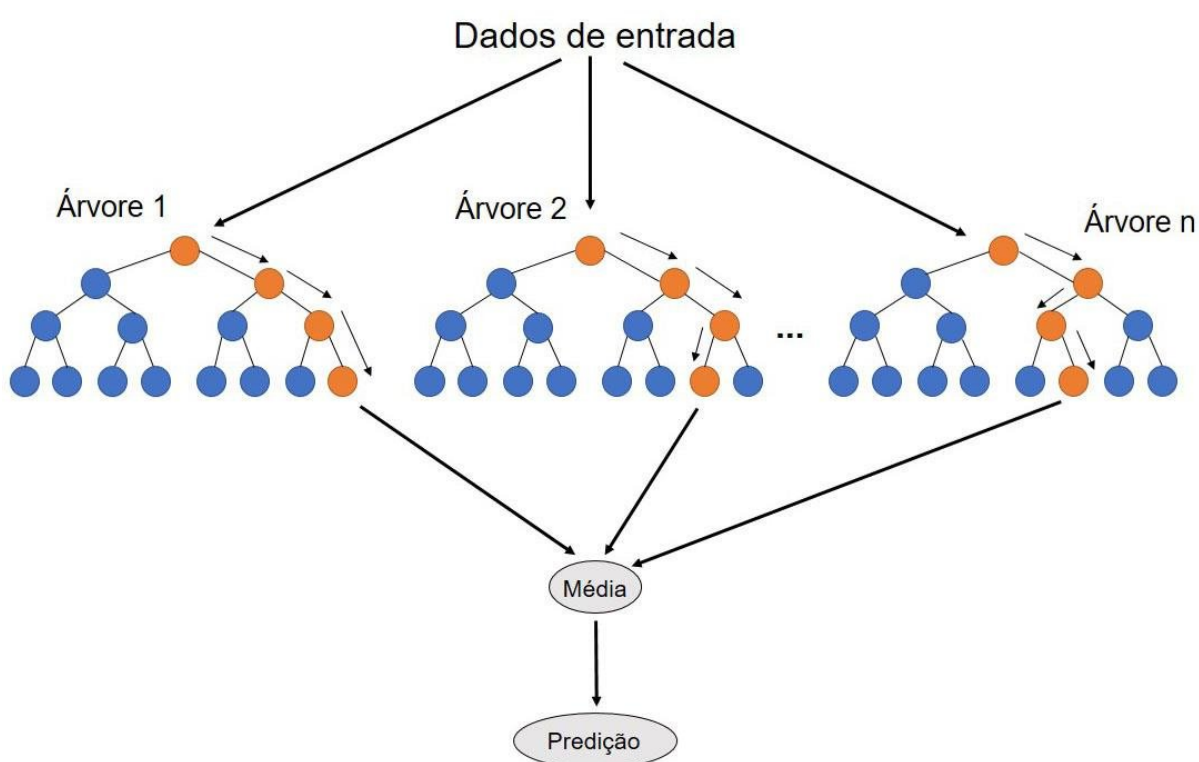 Dados de entrada
Árvore 1
Árvore 2
Árvore n
...
Média
Predição